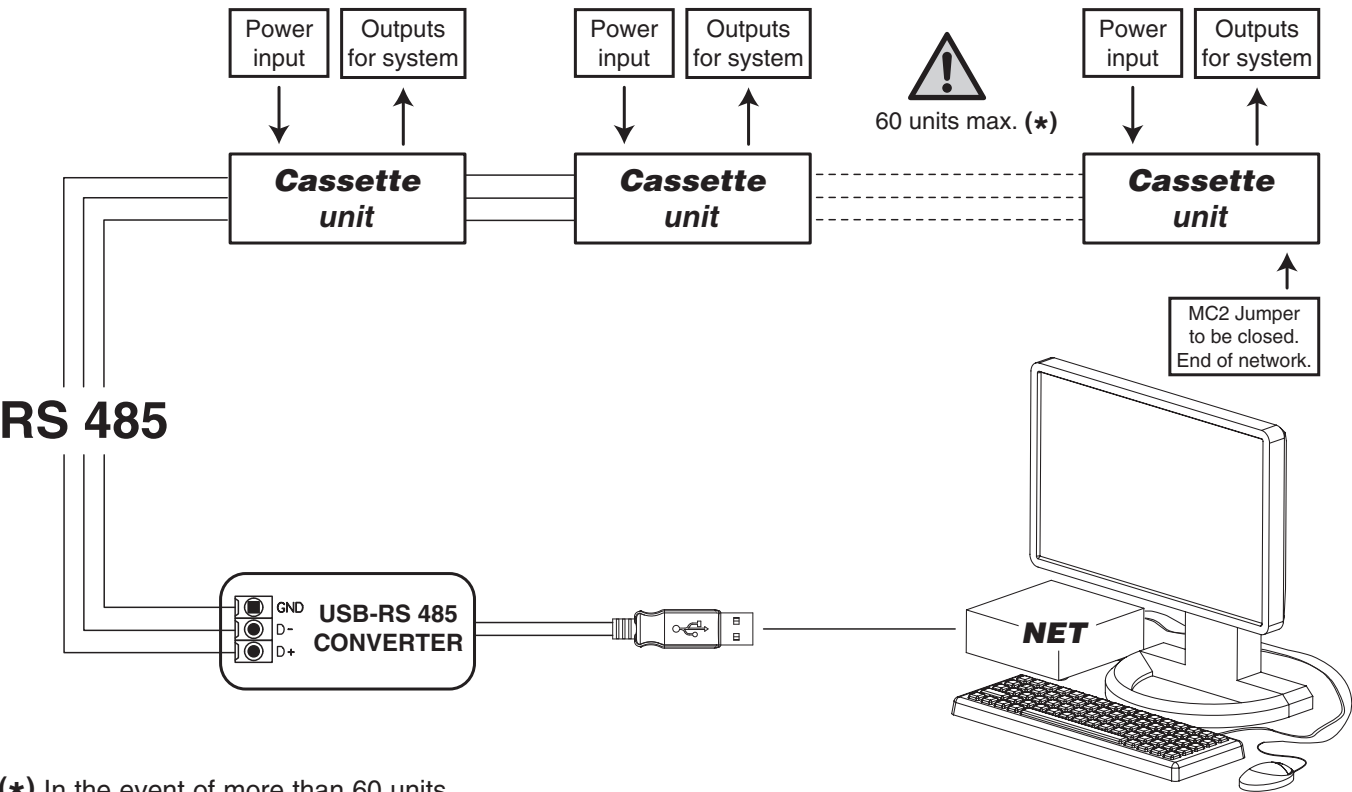 Power
input
Outputs
for system
Power
input
Outputs
for system
60 units max. (*)
Power
input
Outputs
for system
Cassette
unit
Cassette
unit
Cassette
unit
MC2 Jumper
to be closed.
End of network.
RS 485
GND
D-
D+
USB-RS 485
CONVERTER
NET
(*) In the event of more than 60 units